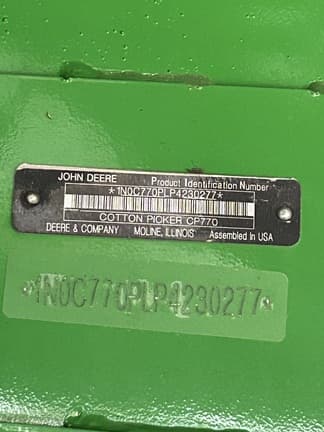 JOHN DEERE Product Identification Number
*1N0C770PLP4230277*
COTTON PICKER CP770
DEERE & COMPANY MOLINE, ILLINOIS Assembled In USA
*1N0C770PLP4230277*